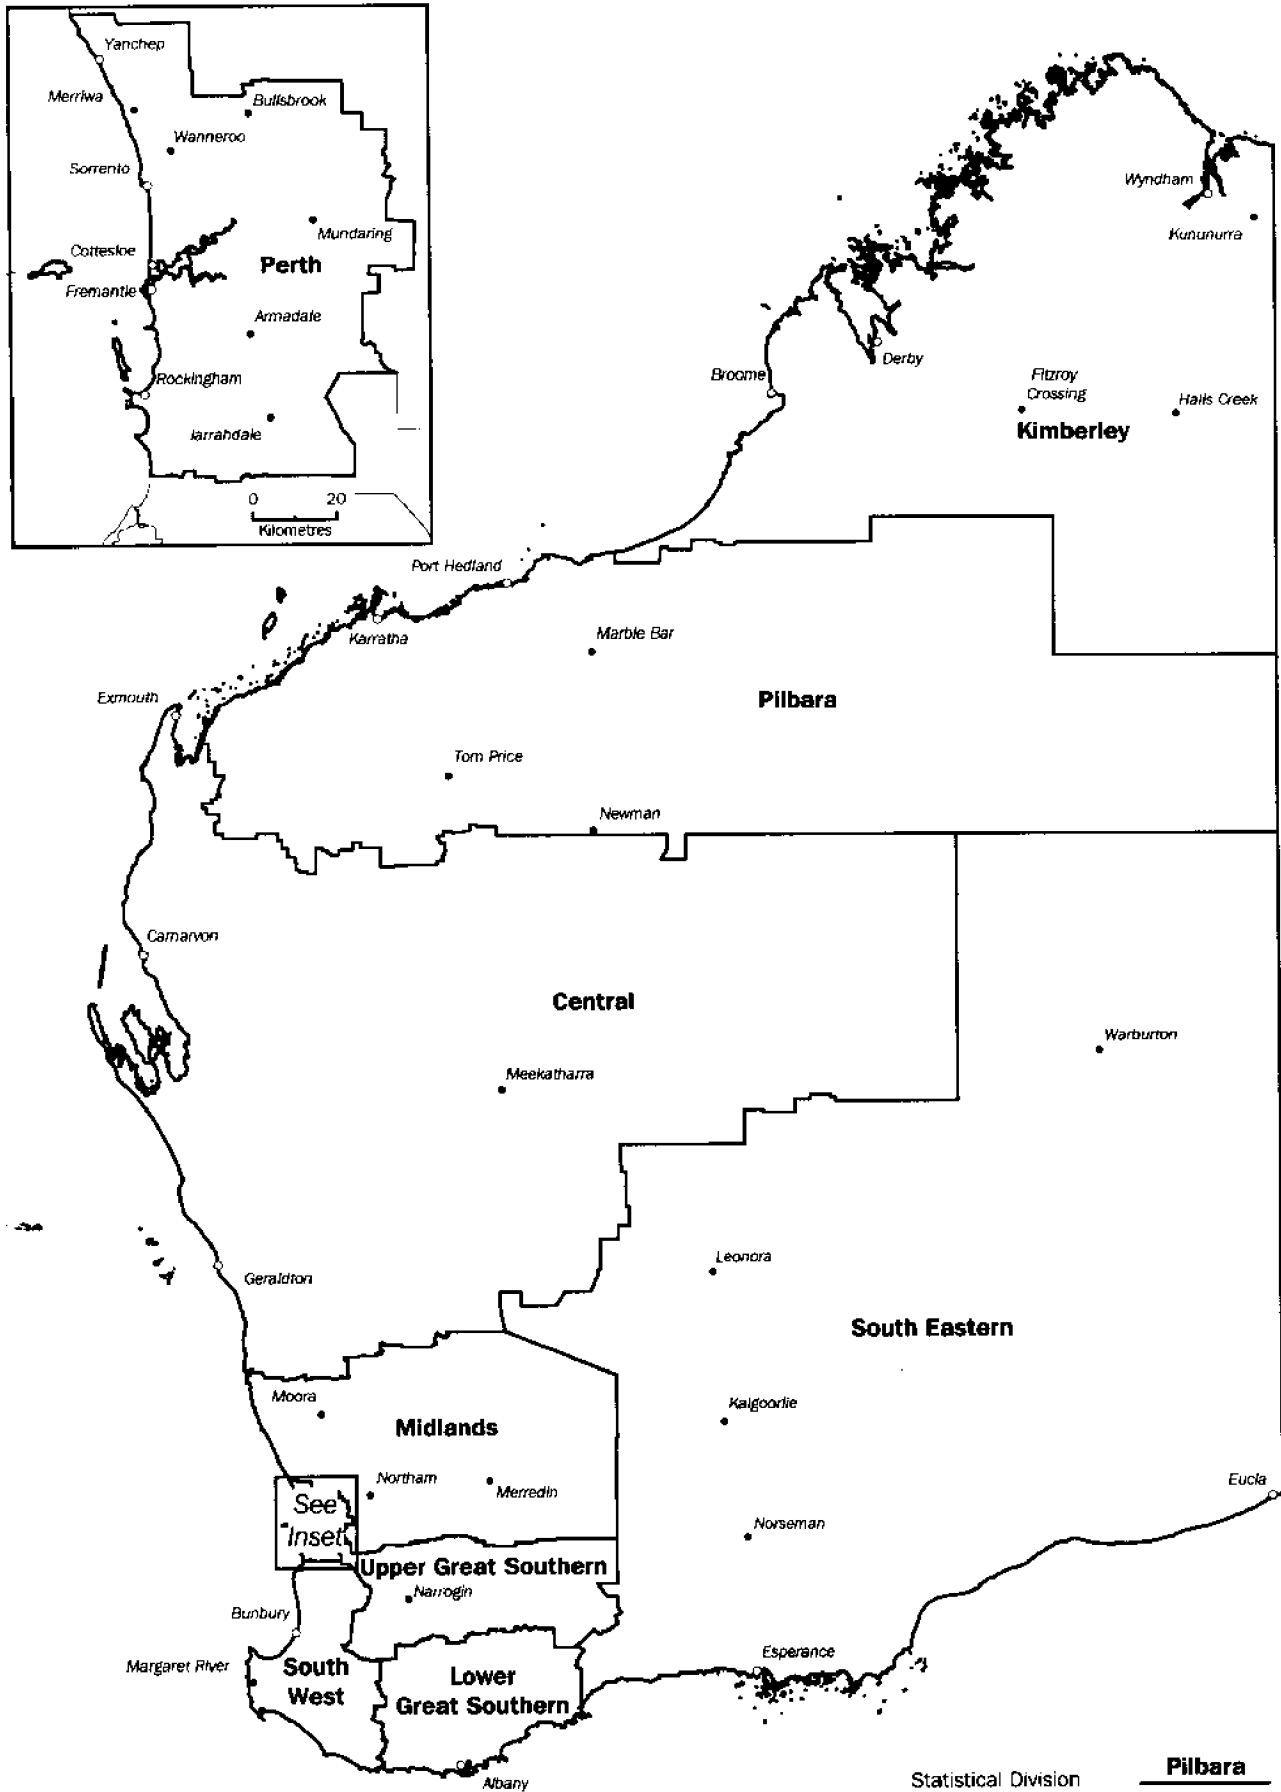 Yanchep
Merriwa
Bullsbrook
Wanneroo
Sorrento
Mundaring
Cottesloe
Perth
Fremantle
Armadale
Rockingham
Jarrahdale
0 20
Kilometres
Wyndham
Kununurra
Derby
Broome
Fitzroy
Crossing
Halls Creek
Kimberley
Port Hedland
Karratha
Marble Bar
Exmouth
Pilbara
Tom Price
Newman
Carnarvon
Central
Warburton
Meekatharra
Leonora
Geraldton
South Eastern
Moora
Kalgoorlie
Midlands
Northam
Merredin
Eucla
See
Inset
Norseman
Upper Great Southern
Narrogin
Bunbury
Esperance
Margaret River
South
West
Lower
Great Southern
Albany
Statistical Division Pilbara